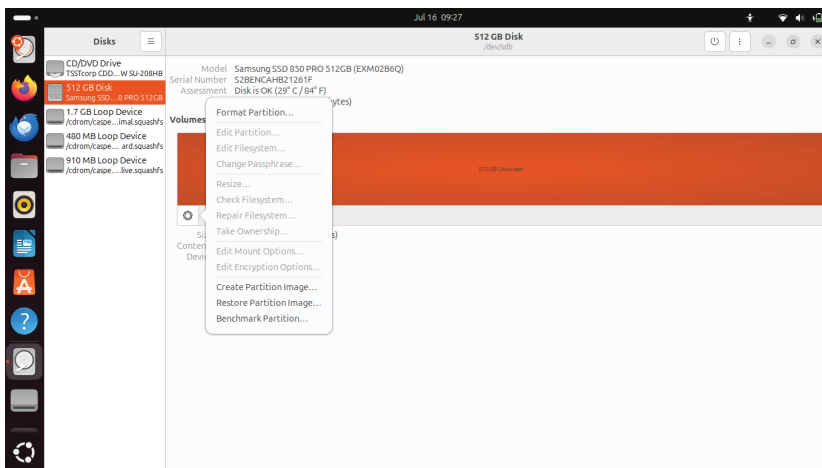 Jul 16 09:27
Disks
512 GB Disk
/dev/sdb
CD/DVD Drive
TSSTcorp CDD... W SU-208HB
512 GB Disk
Samsung SSD...0 PRO 512GB
1.7 GB Loop Device
/cdrom/caspe...imal.squashfs
480 MB Loop Device
/cdrom/caspe... ard.squashfs
910 MB Loop Device
/cdrom/caspe....live.squashfs
Model Samsung SSD 850 PRO 512GB (EXM02B6Q)
Serial Number S2BENCAHB21261F
Assessment Disk is OK (29° C / 84° F)
ytes)
Volumes
512 GB Unknown
Format Partition...
Edit Partition...
Edit Filesystem...
Change Passphrase...
Resize...
Check Filesystem...
Repair Filesystem...
Take Ownership...
Edit Mount Options...
Edit Encryption Options...
Create Partition Image...
Restore Partition Image...
Benchmark Partition...
Siz
s)
Conten
Devi